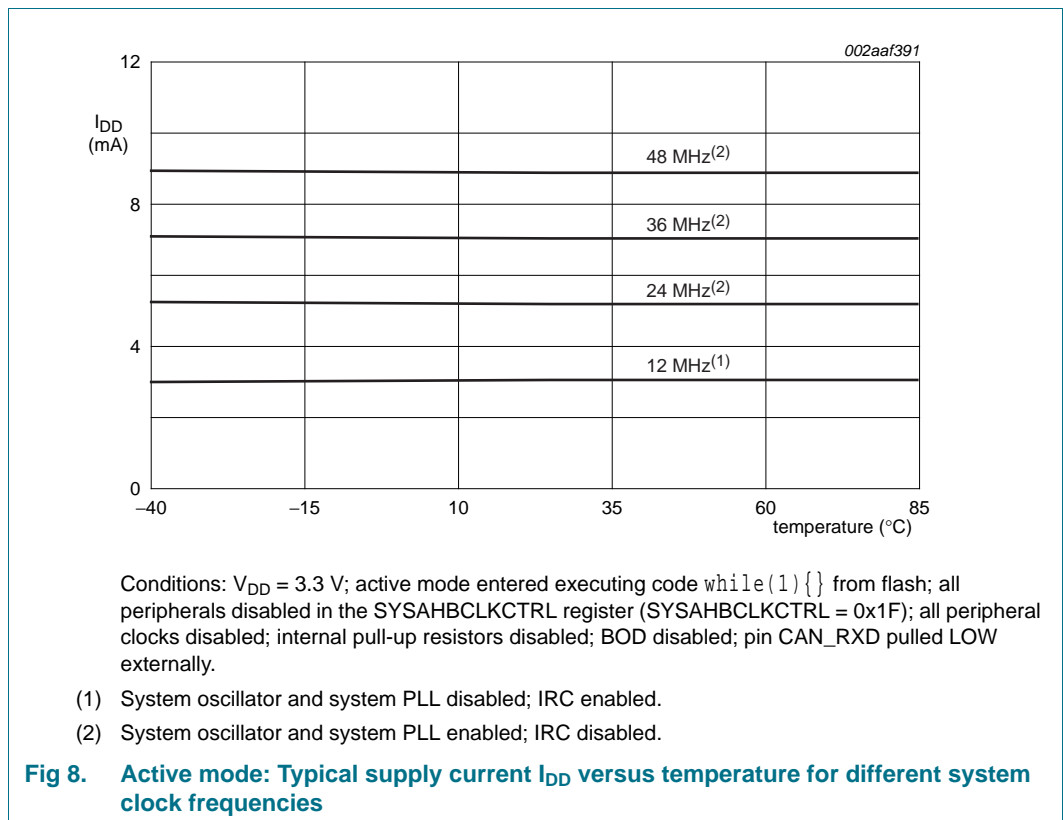 002aaf391
12
I_DD
(mA)
48 MHz(2)
8
36 MHz(2)
24 MHz(2)
4
12 MHz(1)
0
−40 −15 10 35 60 85
temperature (°C)
Conditions: V_DD = 3.3 V; active mode entered executing code while(1){} from flash; all
peripherals disabled in the SYSAHBCLKCTRL register (SYSAHBCLKCTRL = 0x1F); all peripheral
clocks disabled; internal pull-up resistors disabled; BOD disabled; pin CAN_RXD pulled LOW
externally.
(1) System oscillator and system PLL disabled; IRC enabled.
(2) System oscillator and system PLL enabled; IRC disabled.
Fig 8. Active mode: Typical supply current I_DD versus temperature for different system
clock frequencies